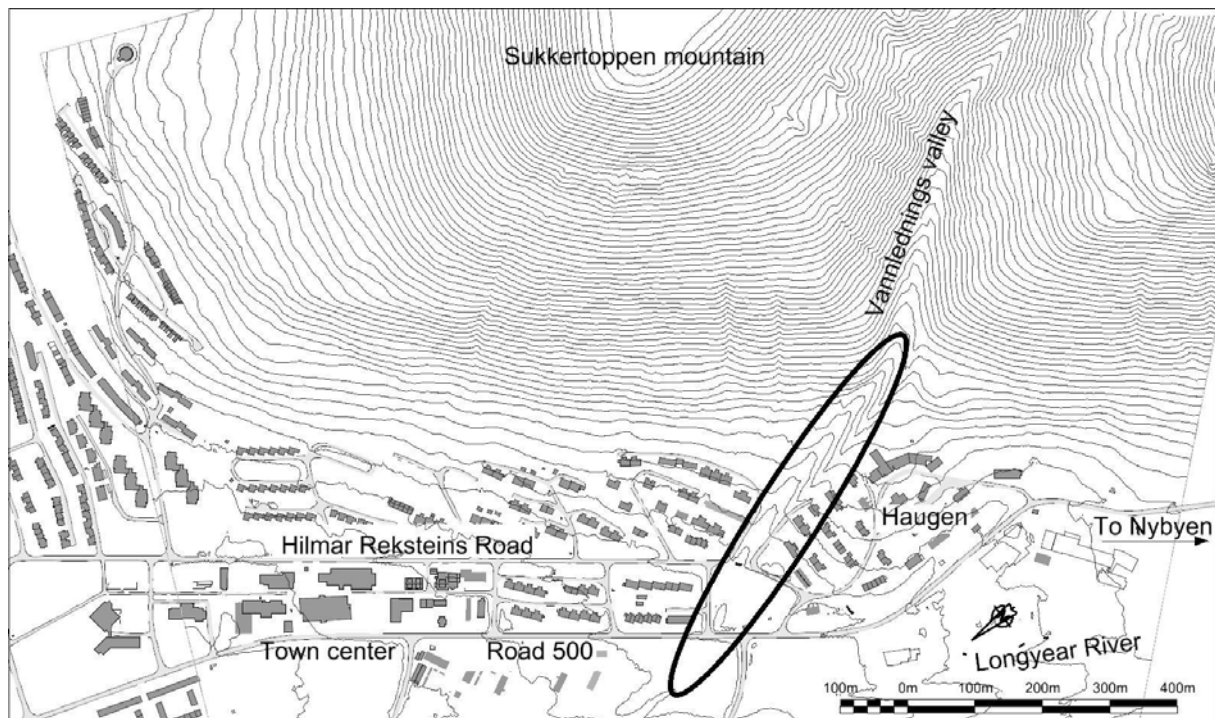 Sukkertoppen mountain
Vannlednings valley
Haugen
To Nybyen
Hilmar Reksteins Road
Town center
Road 500
Longyear River
100m 0m 100m 200m 300m 400m